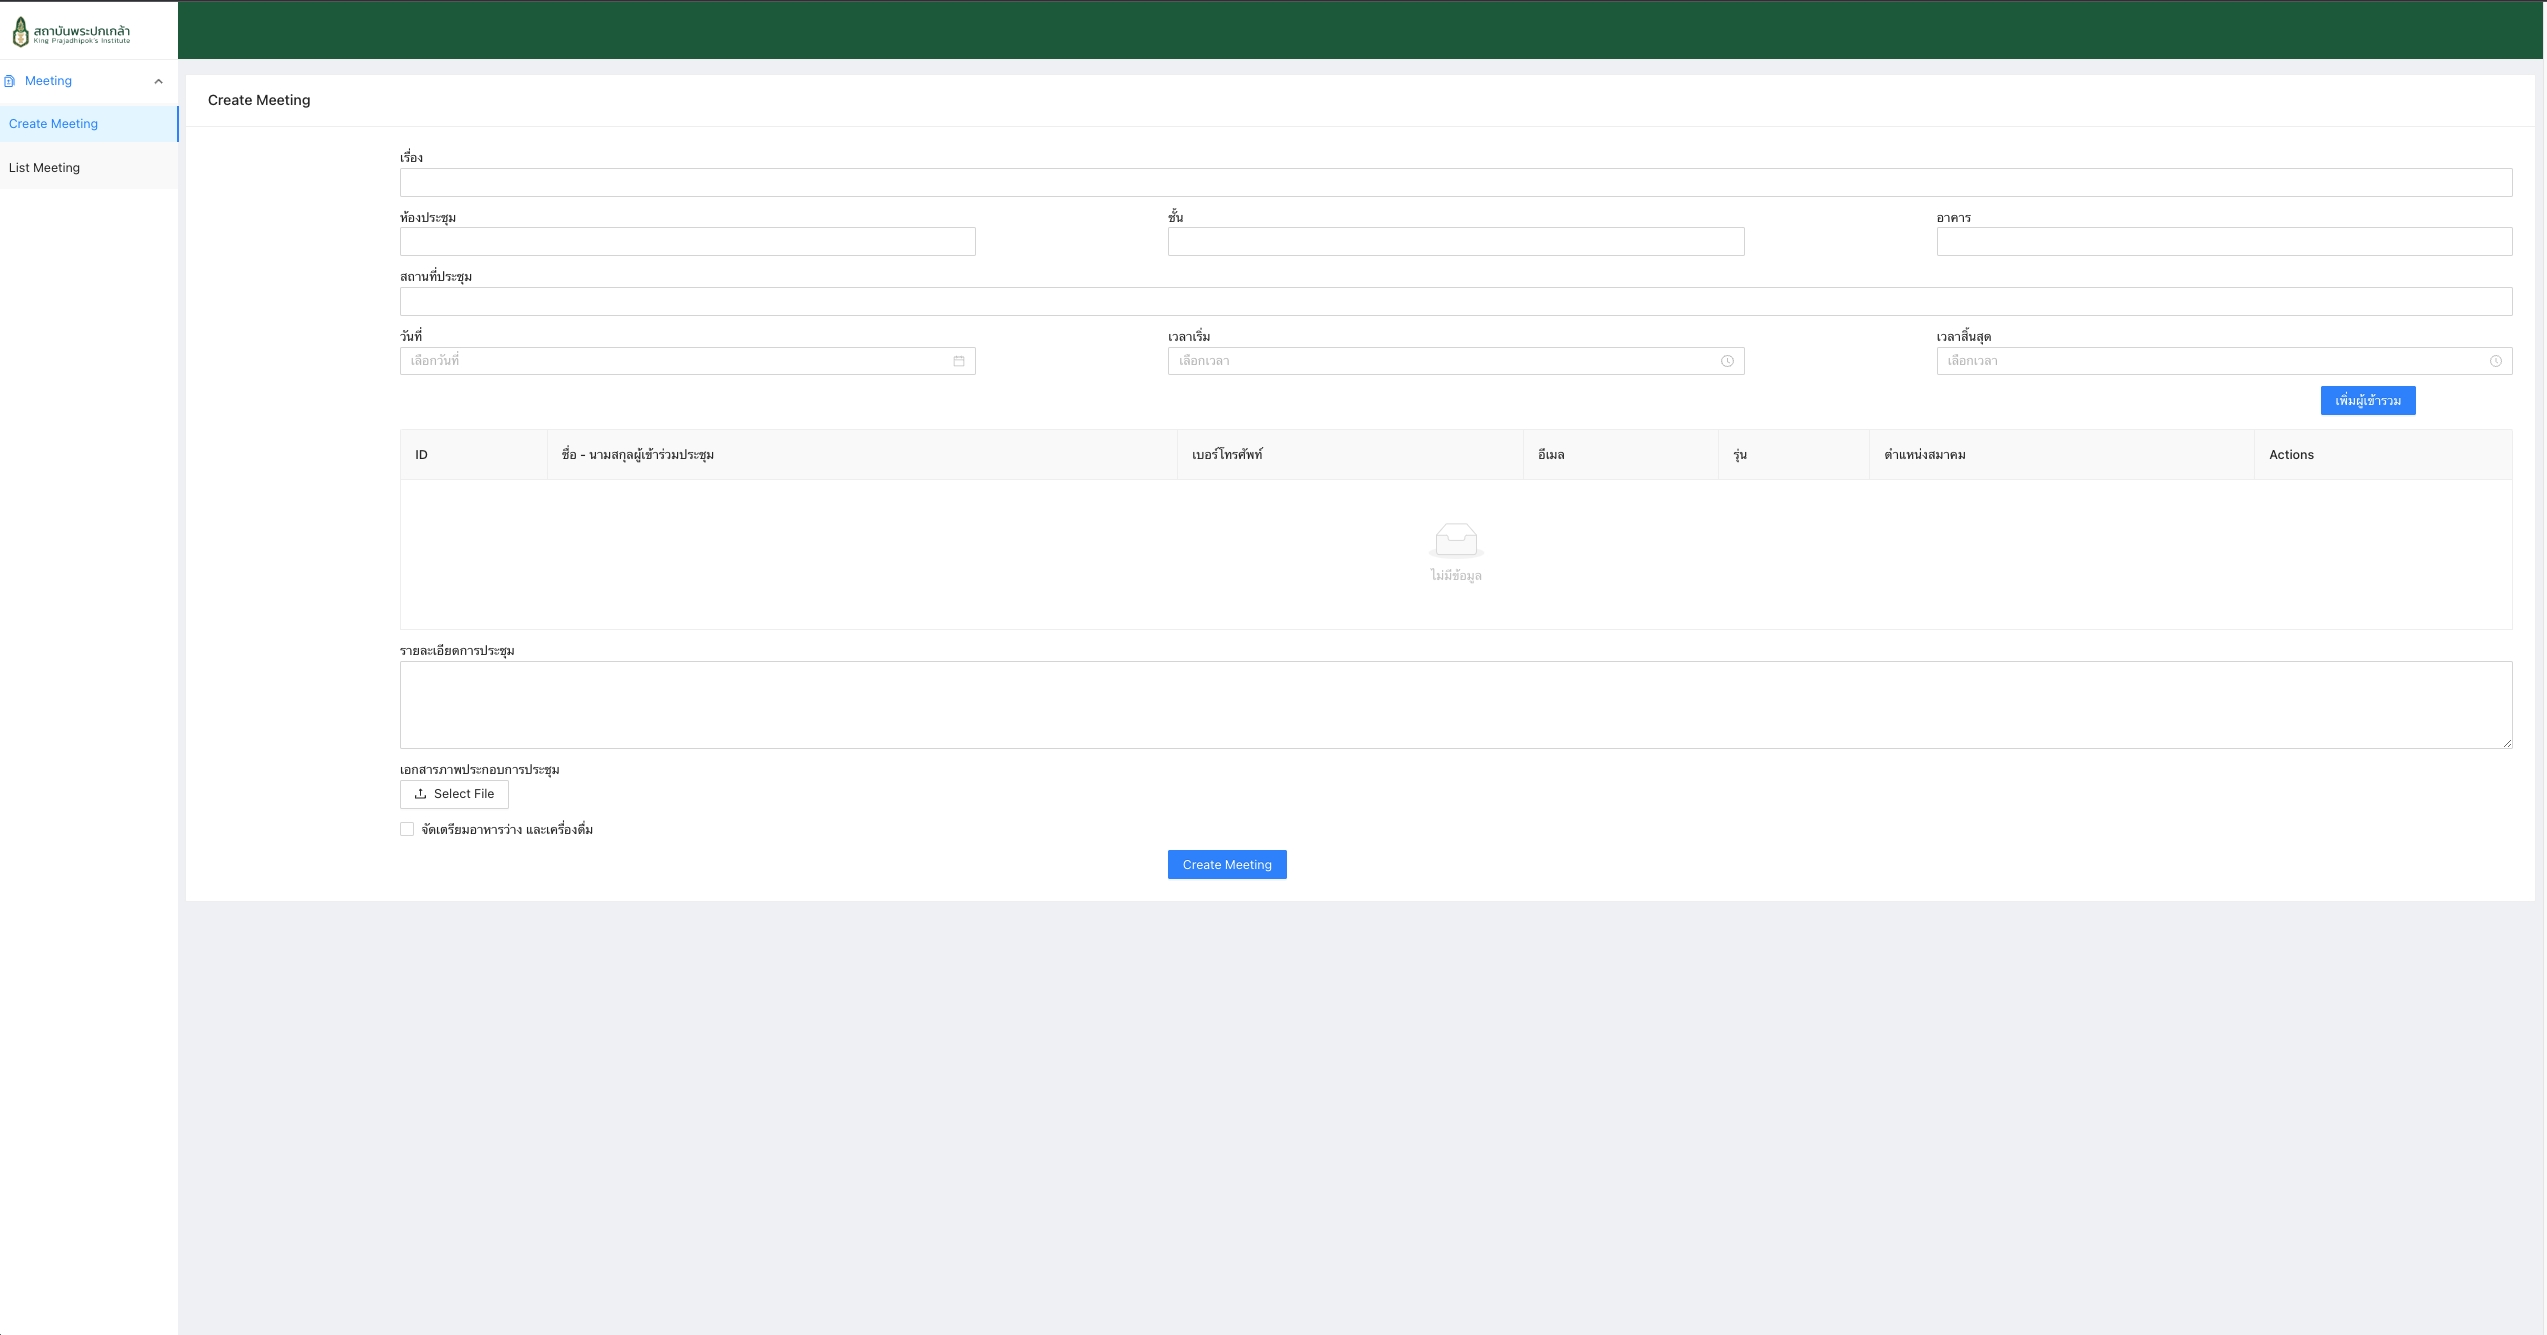 สถาบันพระปกเกล้า
King Prajadhipok's Institute
Meeting
Create Meeting
List Meeting
Create Meeting
เรื่อง
ห้องประชุม ชั้น อาคาร
สถานที่ประชุม
วันที่ เวลาเริ่ม เวลาสิ้นสุด
เลือกวันที่ เลือกเวลา เลือกเวลา
เพิ่มผู้เข้ารวม
ID ชื่อ - นามสกุลผู้เข้าร่วมประชุม เบอร์โทรศัพท์ อีเมล รุ่น ตำแหน่งสมาคม Actions
ไม่มีข้อมูล
รายละเอียดการประชุม
เอกสารภาพประกอบการประชุม
Select File
จัดเตรียมอาหารว่าง และเครื่องดื่ม
Create Meeting